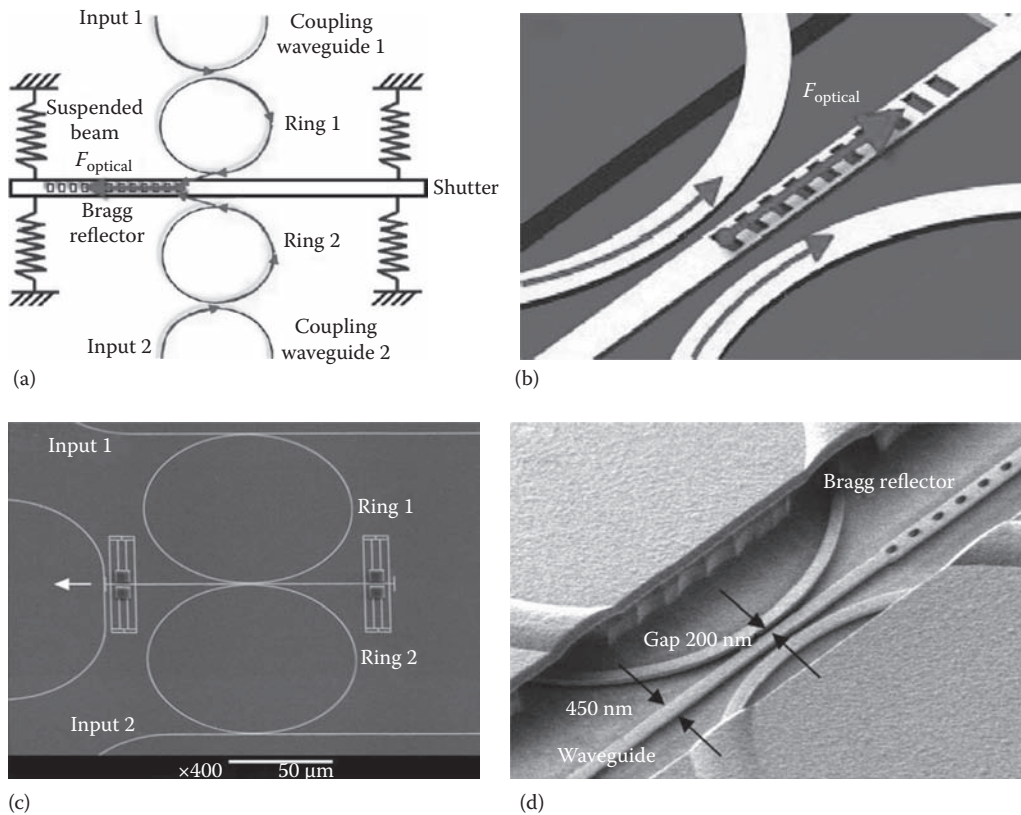 Input 1
Coupling
waveguide 1
Suspended
beam
F optical
Ring 1
Shutter
Bragg
reflector
Ring 2
Input 2
Coupling
waveguide 2
(a)
F optical
(b)
Input 1
Ring 1
Ring 2
Input 2
×400
50 μm
(c)
Bragg reflector
Gap 200 nm
450 nm
Waveguide
(d)